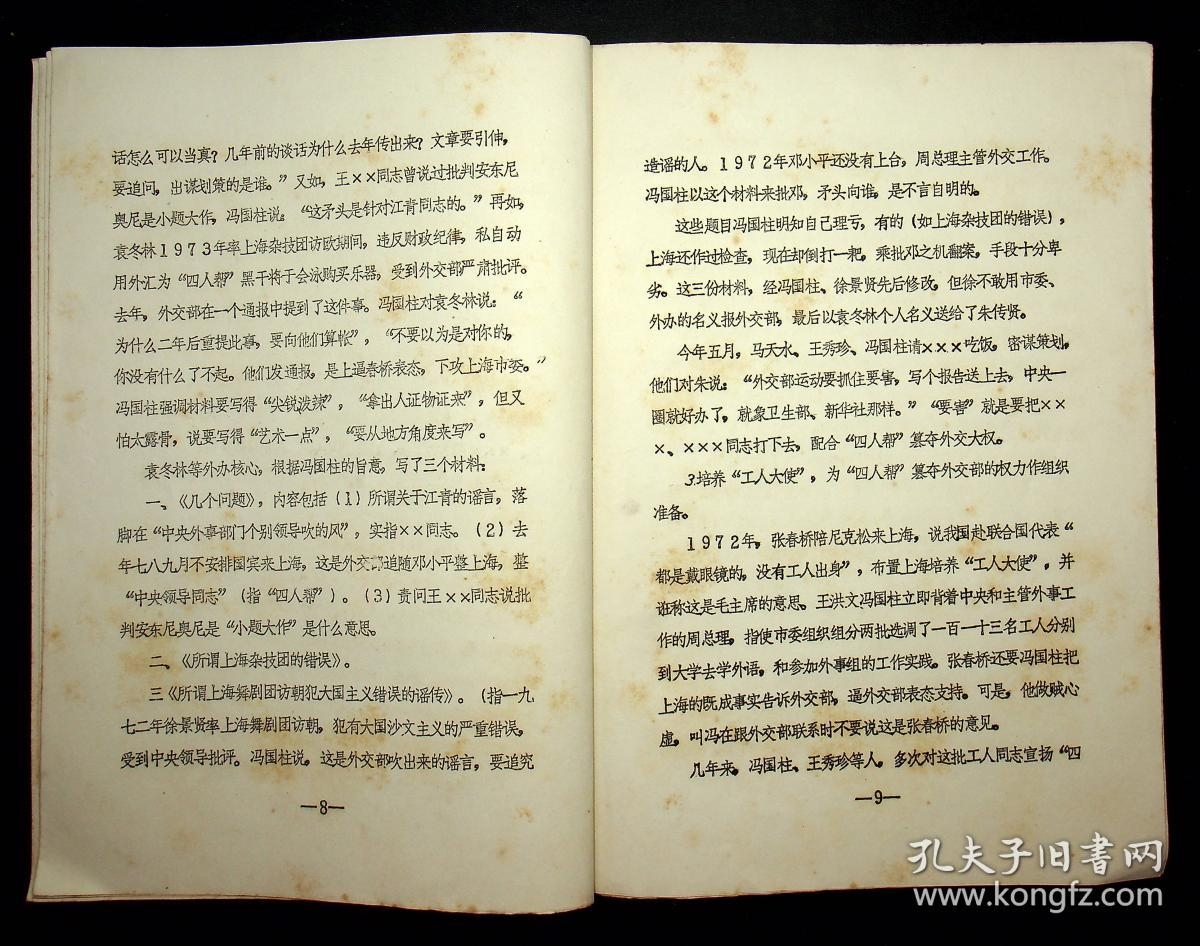 话怎么可以当真？几年前的谈话为什么去年传出来？文章要引伸，
要追问，出谋划策的是谁。”又如，王××同志曾说过批判安东尼
奥尼是小题大作，冯国柱说：“这矛头是针对江青同志的。”再如，
袁冬林1973年率上海杂技团访欧期间，违反财政纪律，私自动
用外汇为“四人帮”黑干将于会泳购买乐器，受到外交部严肃批评。
去年，外交部在一个通报中提到了这件事。冯国柱对袁冬林说：“
为什么二年后重提此事，要向他们算帐”，“不要以为是对你的，
你没有什么了不起。他们发通报，是上逼春桥表态，下攻上海市委。”
冯国柱强调材料要写得“尖锐泼辣”，“拿出人证物证来”，但又
怕太露骨，说要写得“艺术一点”，“要从地方角度来写”。
袁冬林等外办核心，根据冯国柱的旨意，写了三个材料：
一、《几个问题》，内容包括（1）所谓关于江青的谣言，落
脚在“中央外事部门个别领导吹的风”，实指××同志。（2）去
年七八九月不安排国宾来上海，这是外交部追随邓小平整上海，整
“中央领导同志”（指“四人帮”）。（3）责问王××同志说批
判安东尼奥尼是“小题大作”是什么意思。
二、《所谓上海杂技团的错误》。
三《所谓上海舞剧团访朝犯大国主义错误的谣传》。（指一九
七二年徐景贤率上海舞剧团访朝，犯有大国沙文主义的严重错误，
受到中央领导批评。冯国柱说，这是外交部吹出来的谣言，要追究
—8—
造谣的人。1972年邓小平还没有上台，周总理主管外交工作。
冯国柱以这个材料来批邓，矛头向谁，是不言自明的。
这些题目冯国柱明知自己理亏，有的（如上海杂技团的错误），
上海还作过检查，现在却倒打一耙，乘批邓之机翻案，手段十分卑
劣。这三份材料，经冯国柱、徐景贤先后修改，但徐不敢用市委、
外办的名义报外交部，最后以袁冬林个人名义送给了朱传贤。
今年五月，马天水、王秀珍、冯国柱请×××吃饭，密谋策划，
他们对朱说：“外交部运动要抓住要害，写个报告送上去，中央一
圈就好办了，就象卫生部、新华社那样。”“要害”就是要把××
×、×××同志打下去，配合“四人帮”篡夺外交大权。
3.培养“工人大使”，为“四人帮”篡夺外交部的权力作组织
准备。
1972年，张春桥陪尼克松来上海，说我国赴联合国代表“
都是戴眼镜的，没有工人出身”，布置上海培养“工人大使”，并
诳称这是毛主席的意思。王洪文冯国柱立即背着中央和主管外事工
作的周总理，指使市委组织组分两批选调了一百一十三名工人分别
到大学去学外语，和参加外事组的工作实践。张春桥还要冯国柱把
上海的既成事实告诉外交部，逼外交部表态支持。可是，他做贼心
虚，叫冯在跟外交部联系时不要说这是张春桥的意见。
几年来，冯国柱、王秀珍等人，多次对这批工人同志宣扬“四
—9—
孔夫子旧书网
www.kongfz.com